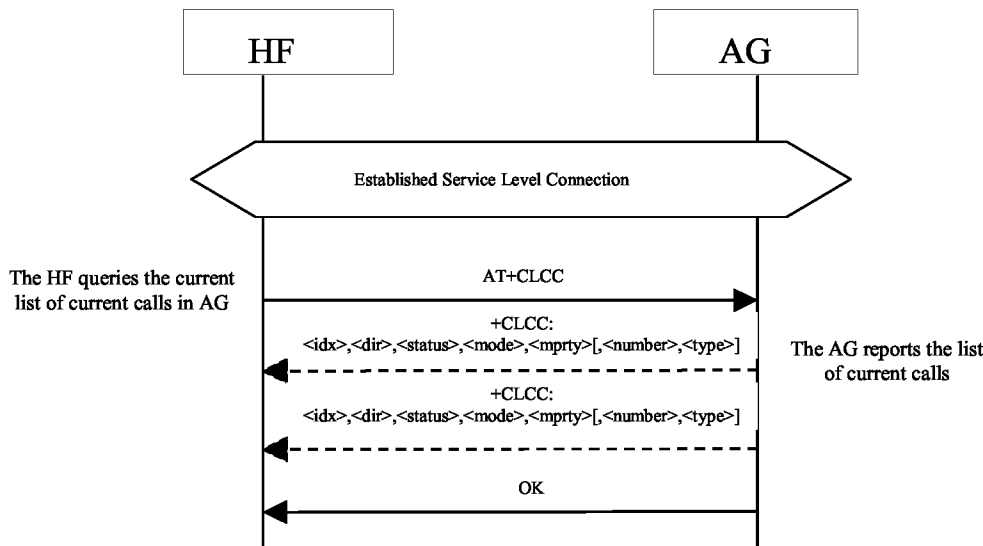 HF
AG
Established Service Level Connection
The HF queries the current
list of current calls in AG
AT+CLCC
+CLCC:
<idx>,<dir>,<status>,<mode>,<mprty>[,<number>,<type>]
The AG reports the list
of current calls
+CLCC:
<idx>,<dir>,<status>,<mode>,<mprty>[,<number>,<type>]
OK